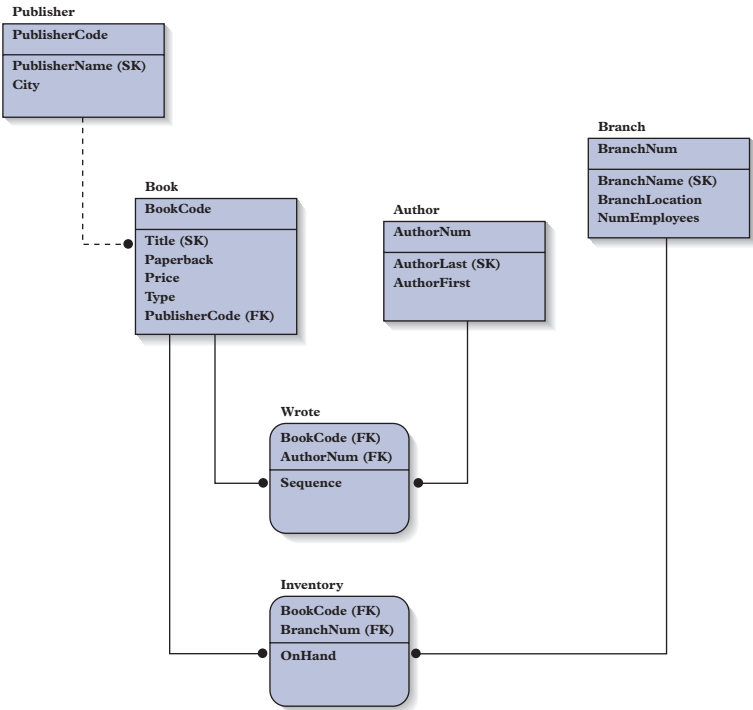 Publisher
PublisherCode
PublisherName (SK)
City
Branch
BranchNum
BranchName (SK)
BranchLocation
NumEmployees
Book
BookCode
Title (SK)
Paperback
Price
Type
PublisherCode (FK)
Author
AuthorNum
AuthorLast (SK)
AuthorFirst
Wrote
BookCode (FK)
AuthorNum (FK)
Sequence
Inventory
BookCode (FK)
BranchNum (FK)
OnHand